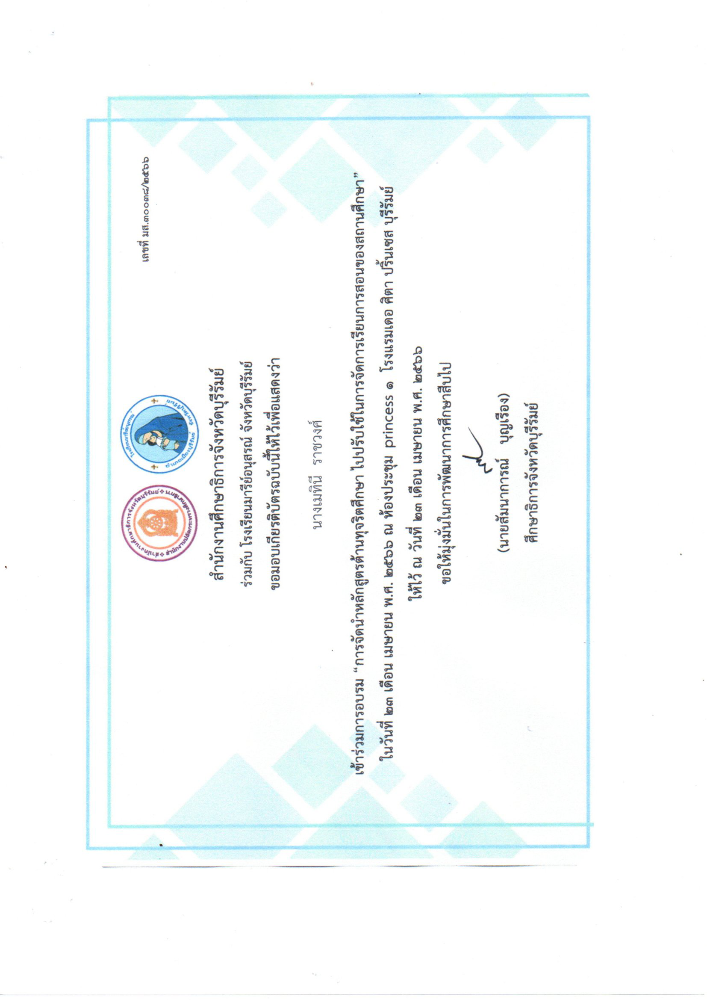 เลขที่ มส.๓๐๐๓๘/๒๕๖๖
สำนักงานศึกษาธิการจังหวัดบุรีรัมย์
สำนักงานปลัดกระทรวงศึกษาธิการ
โรงเรียนมารีย์อนุสรณ์
อำเภอเมืองบุรีรัมย์ จังหวัดบุรีรัมย์
สำนักงานศึกษาธิการจังหวัดบุรีรัมย์
ร่วมกับ โรงเรียนมารีย์อนุสรณ์ จังหวัดบุรีรัมย์
ขอมอบเกียรติบัตรฉบับนี้ให้ไว้เพื่อแสดงว่า
นางเมทินี ราชวงศ์
เข้าร่วมการอบรม “การจัดนำหลักสูตรต้านทุจริตศึกษา ไปปรับใช้ในการจัดการเรียนการสอนของสถานศึกษา”
ในวันที่ ๒๓ เดือน เมษายน พ.ศ. ๒๕๖๖ ณ ห้องประชุม princess ๑ โรงแรมเดอ ศิตา ปริ้นเซส บุรีรัมย์
ให้ไว้ ณ วันที่ ๒๓ เดือน เมษายน พ.ศ. ๒๕๖๖
ขอให้มุ่งมั่นในการพัฒนาการศึกษาสืบไป
(นายสัมนาการณ์ บุญเรือง)
ศึกษาธิการจังหวัดบุรีรัมย์